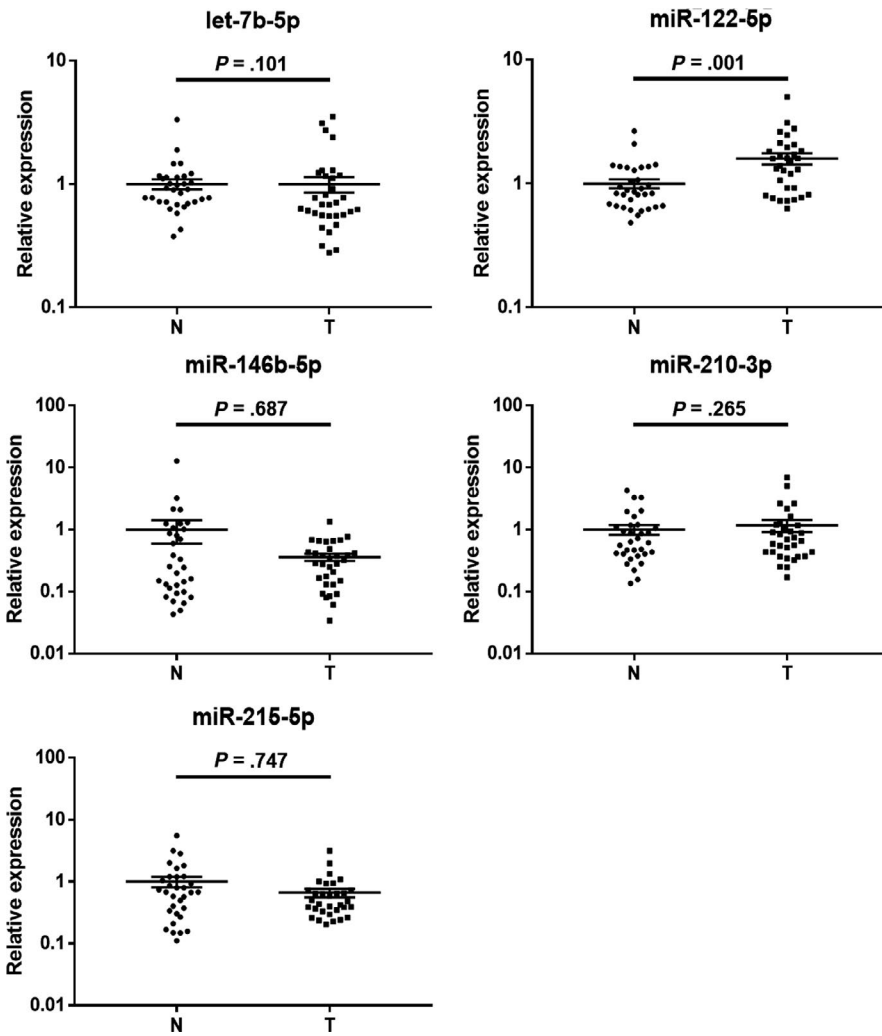 let-7b-5p
P = .101
Relative expression
10
1
0.1
N T
miR-122-5p
P = .001
Relative expression
10
1
0.1
N T
miR-146b-5p
P = .687
Relative expression
100
10
1
0.1
0.01
N T
miR-210-3p
P = .265
Relative expression
100
10
1
0.1
0.01
N T
miR-215-5p
P = .747
Relative expression
100
10
1
0.1
0.01
N T